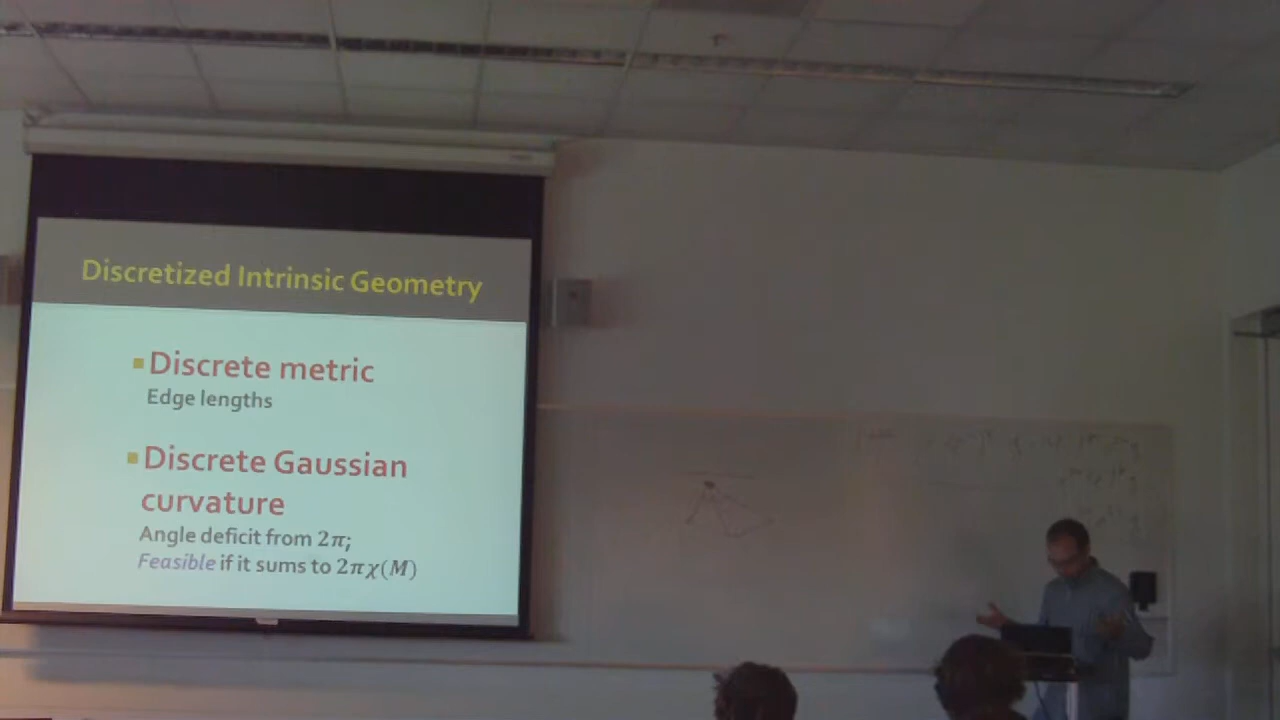 Discretized Intrinsic Geometry
▪ Discrete metric
Edge lengths
▪ Discrete Gaussian
curvature
Angle deficit from 2π;
Feasible if it sums to 2πχ(M)